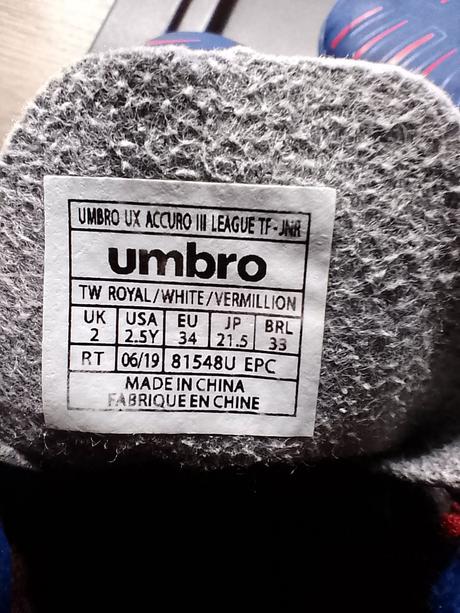 UMBRO UX ACCURO III LEAGUE TF-JNR
umbro
TW ROYAL/WHITE/VERMILLION
UK USA EU JP BRL
2 2.5Y 34 21.5 33
RT 06/19 81548U EPC
MADE IN CHINA
FABRIQUE EN CHINE